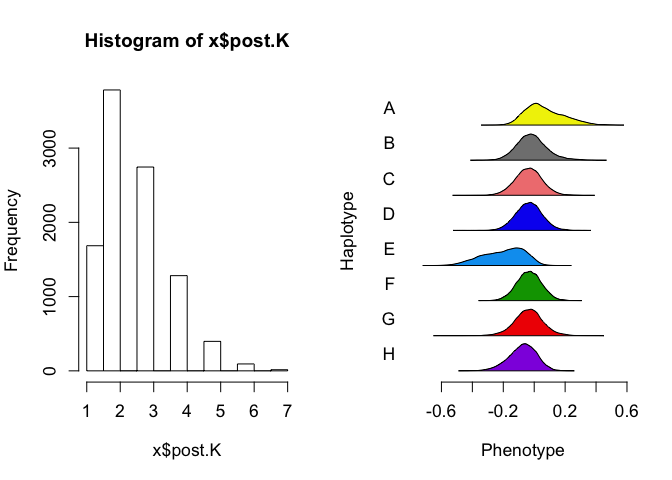 Histogram of x$post.K
Frequency
0
1000
2000
3000
1 2 3 4 5 6 7
x$post.K
Haplotype
A
B
C
D
E
F
G
H
-0.6 -0.2 0.2 0.6
Phenotype